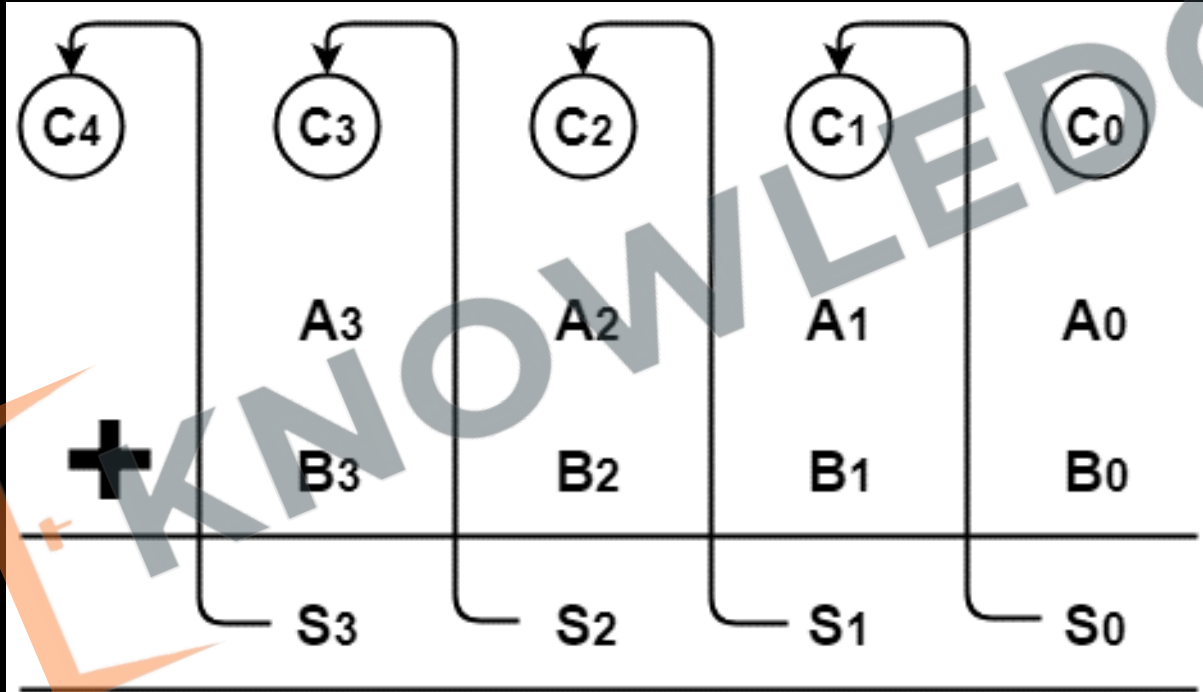 C4 C3 C2 C1 C0
A3 A2 A1 A0
+ B3 B2 B1 B0
S3 S2 S1 S0
KNOWLEDG